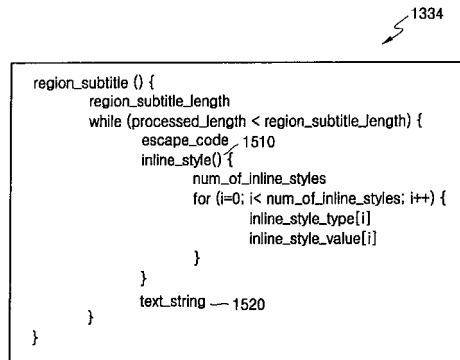 1334
region_subtitle () {
region_subtitle_length
while (processed_length < region_subtitle_length) {
escape_code
inline_style() { 1510
num_of_inline_styles
for (i=0; i< num_of_inline_styles; i++) {
inline_style_type[i]
inline_style_value[i]
}
}
text_string 1520
}
}